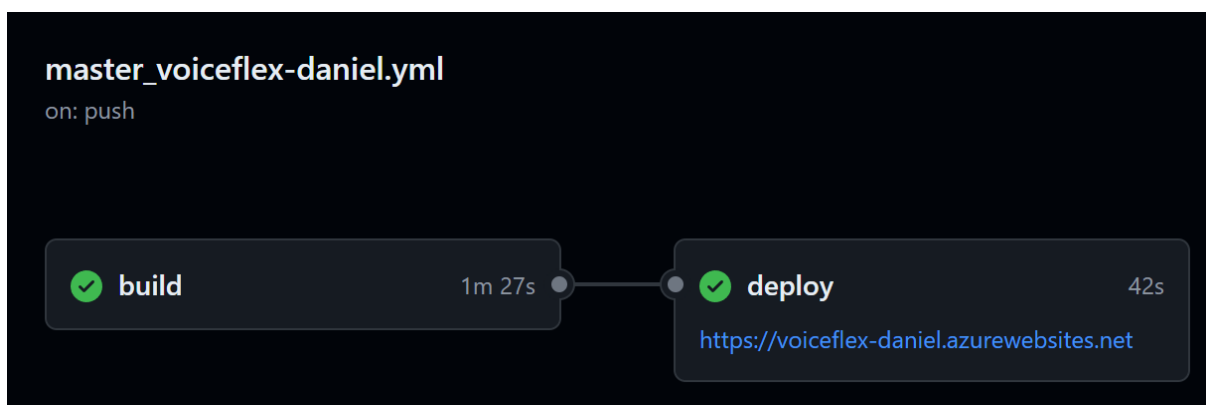 master_voiceflex-daniel.yml
on: push
build 1m 27s
deploy 42s
https://voiceflex-daniel.azurewebsites.net